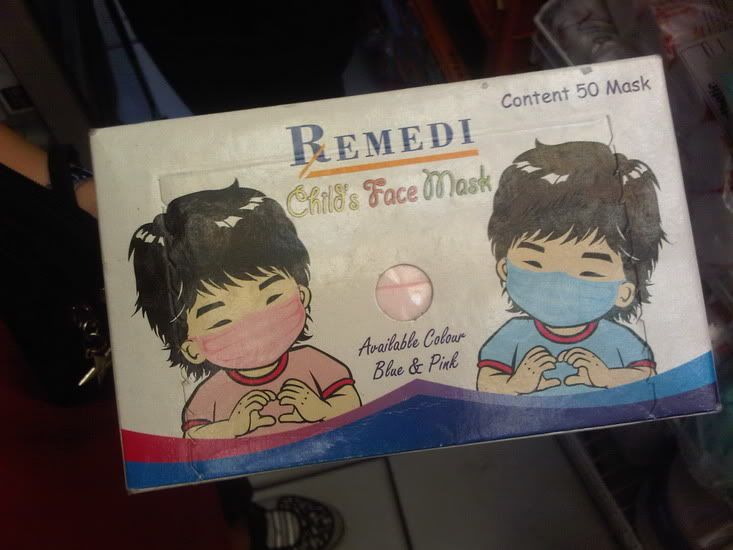 Content 50 Mask
REMEDI
Child's Face Mask
Available Colour
Blue & Pink